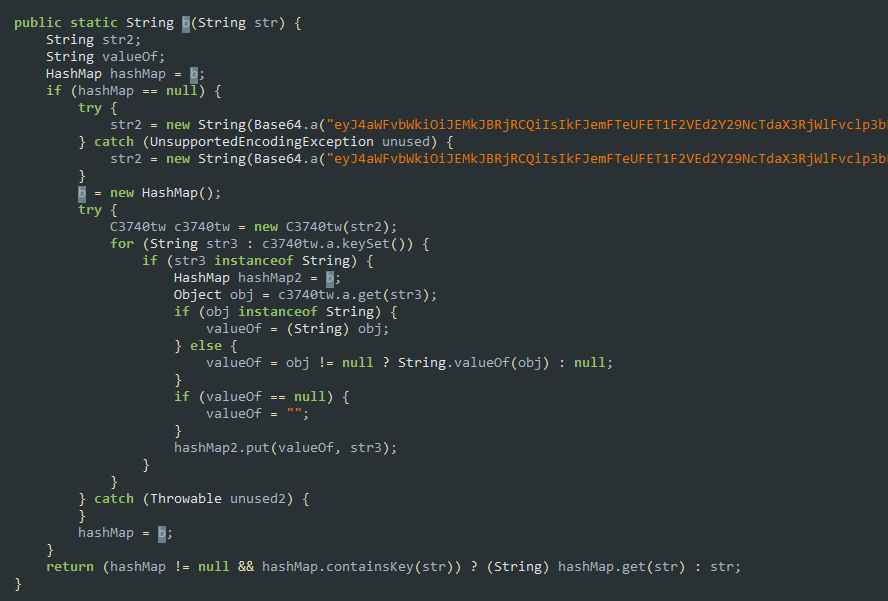 public static String b(String str) {
String str2;
String valueOf;
HashMap hashMap = b;
if (hashMap == null) {
try {
str2 = new String(Base64.a("eyJ4aWFvbWkiOiJEMkJBRjRCQiIsIkFJemFTeUFET1F2VEd2Y29NcTdaX3RjWlFvclp3b
} catch (UnsupportedEncodingException unused) {
str2 = new String(Base64.a("eyJ4aWFvbWkiOiJEMkJBRjRCQiIsIkFJemFTeUFET1F2VEd2Y29NcTdaX3RjWlFvclp3b
}
b = new HashMap();
try {
C3740tw c3740tw = new C3740tw(str2);
for (String str3 : c3740tw.a.keySet()) {
if (str3 instanceof String) {
HashMap hashMap2 = b;
Object obj = c3740tw.a.get(str3);
if (obj instanceof String) {
valueOf = (String) obj;
} else {
valueOf = obj != null ? String.valueOf(obj) : null;
}
if (valueOf == null) {
valueOf = "";
}
hashMap2.put(valueOf, str3);
}
}
} catch (Throwable unused2) {
}
hashMap = b;
}
return (hashMap != null && hashMap.containsKey(str)) ? (String) hashMap.get(str) : str;
}